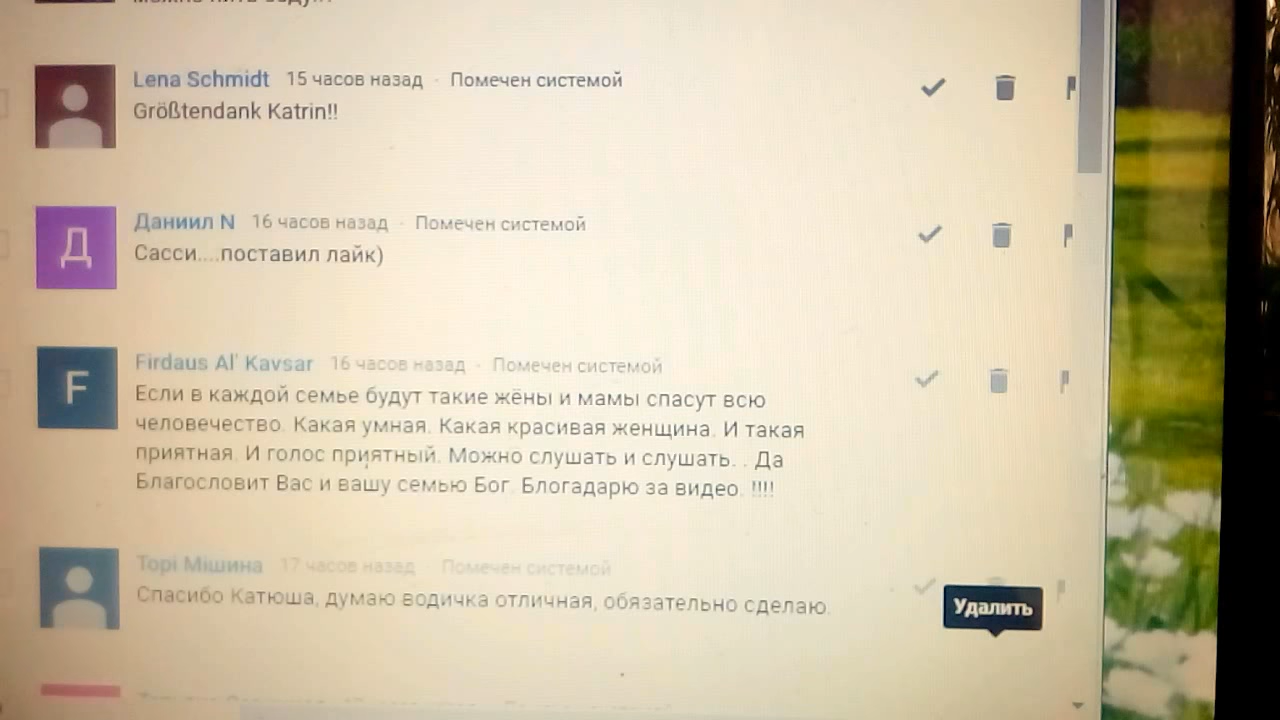 Lena Schmidt 15 часов назад · Помечен системой
Größtendank Katrin!!
Даниил N 16 часов назад · Помечен системой
Д
Сасси....поставил лайк)
Firdaus Al' Kavsar 16 часов назад · Помечен системой
F
Если в каждой семье будут такие жёны и мамы спасут всю
человечество. Какая умная. Какая красивая женщина. И такая
приятная. И голос приятный. Можно слушать и слушать. . Да
Благословит Вас и вашу семью Бог. Блогадарю за видео. !!!!
Торі Мішина 17 часов назад · Помечен системой
Спасибо Катюша, думаю водичка отличная, обязательно сделаю.
Удалить